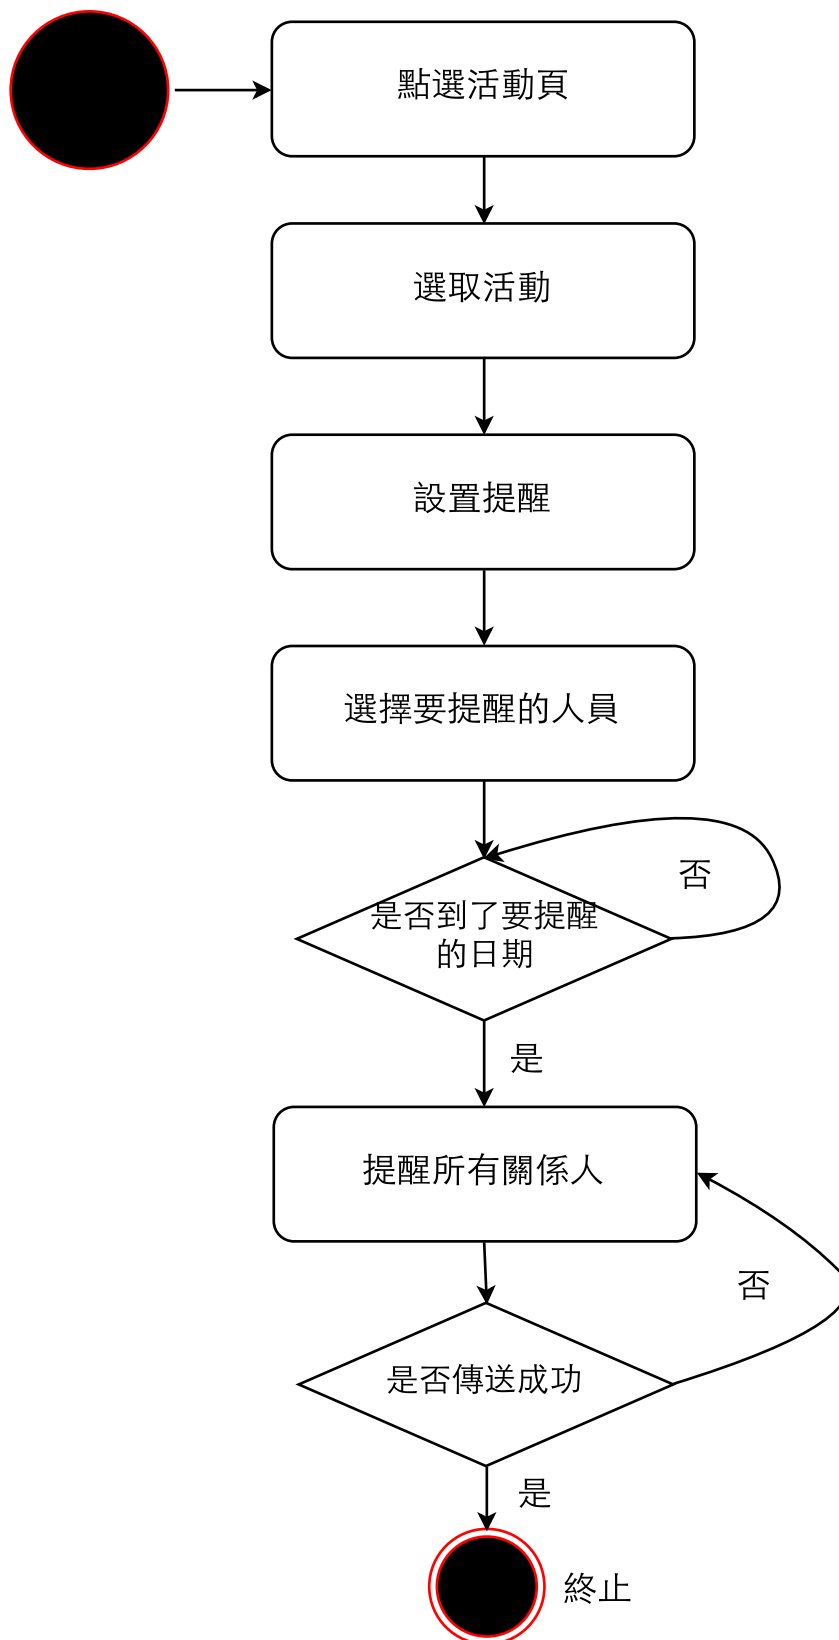 點選活動頁
選取活動
設置提醒
選擇要提醒的人員
否
是否到了要提醒
的日期
是
提醒所有關係人
否
是否傳送成功
是
終止